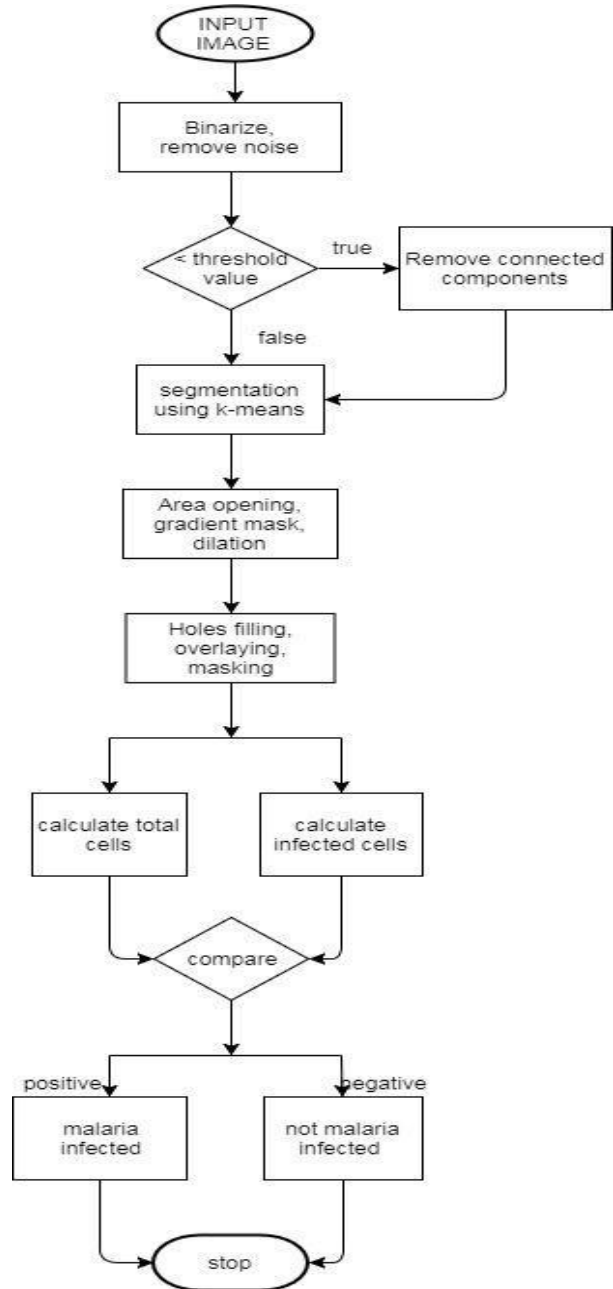 INPUT
IMAGE
Binarize,
remove noise
< threshold
value
true
Remove connected
components
false
segmentation
using k-means
Area opening,
gradient mask,
dilation
Holes filling,
overlaying,
masking
calculate total
cells
calculate
infected cells
compare
positive
negative
malaria
infected
not malaria
infected
stop